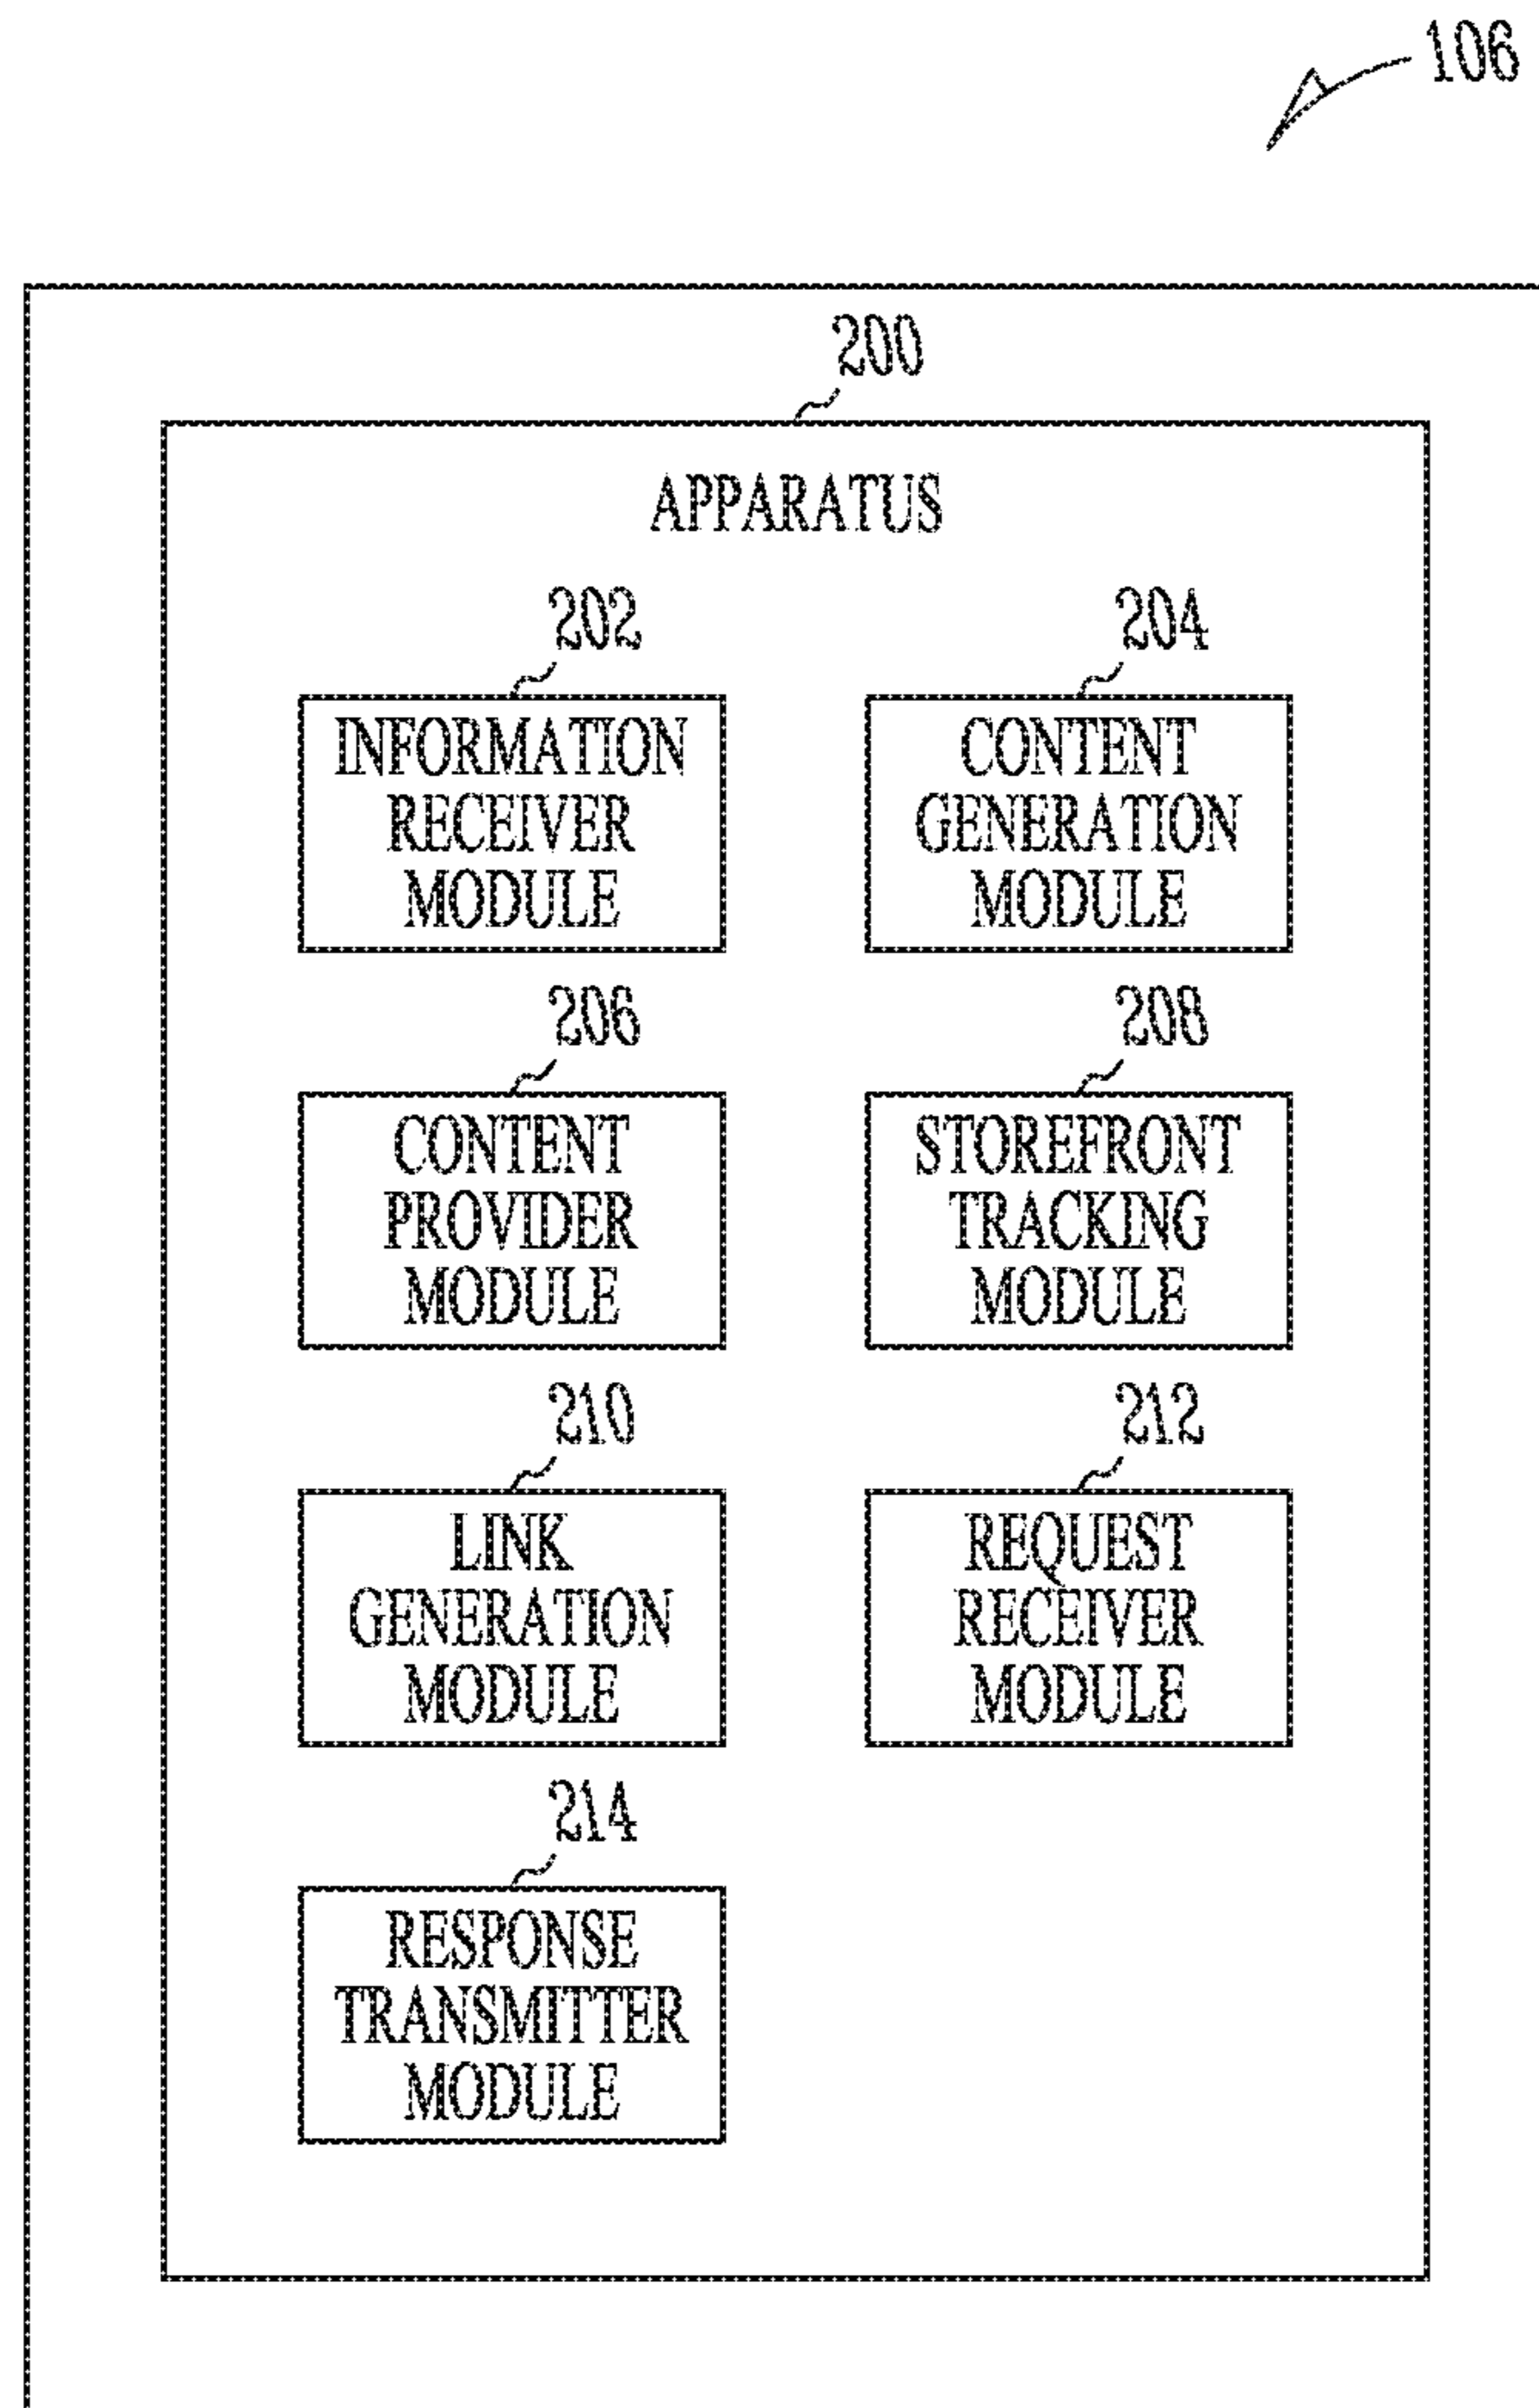 106
200
APPARATUS
202
INFORMATION
RECEIVER
MODULE
204
CONTENT
GENERATION
MODULE
206
CONTENT
PROVIDER
MODULE
208
STOREFRONT
TRACKING
MODULE
210
LINK
GENERATION
MODULE
212
REQUEST
RECEIVER
MODULE
214
RESPONSE
TRANSMITTER
MODULE